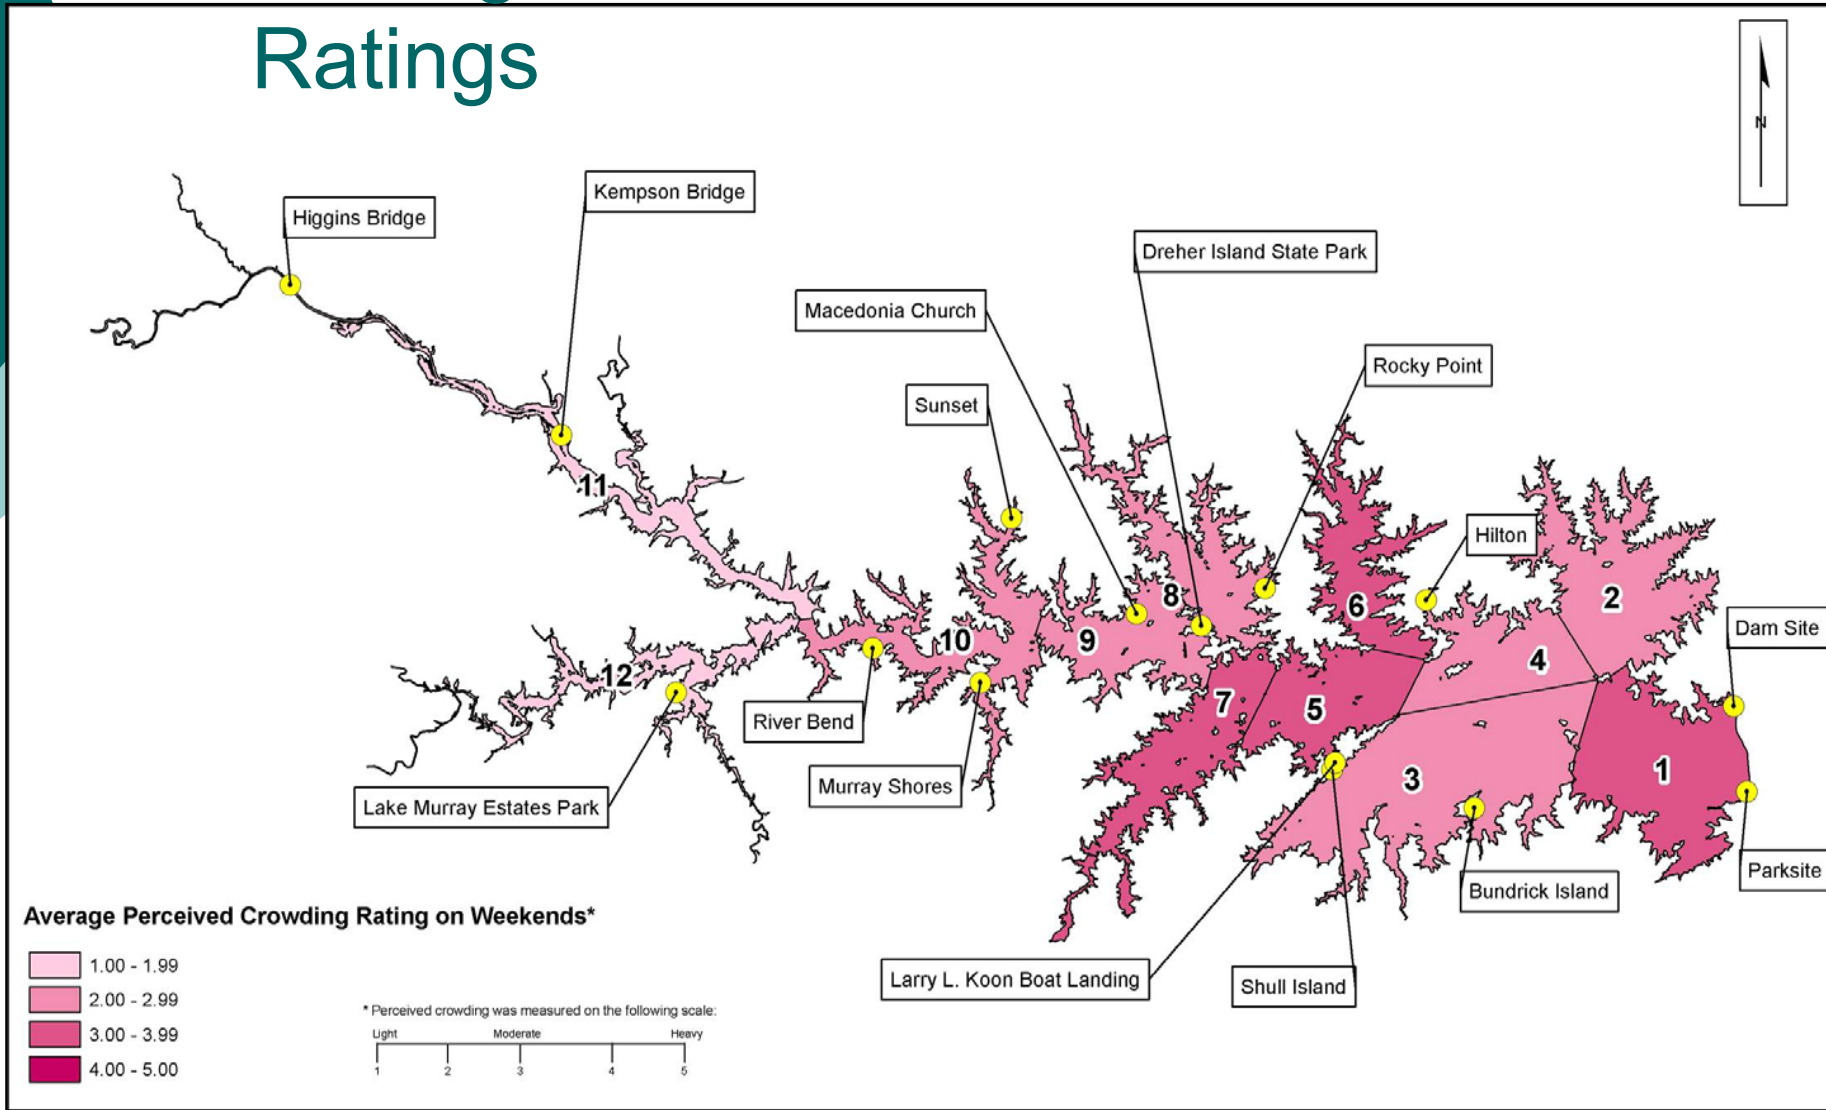 Ratings
N
Kempson Bridge
Higgins Bridge
Dreher Island State Park
Macedonia Church
Rocky Point
Sunset
Hilton
11
8
6
2
10
9
4
Dam Site
12
7
5
River Bend
3
1
Murray Shores
Lake Murray Estates Park
Parksite
Bundrick Island
Larry L. Koon Boat Landing
Shull Island
Average Perceived Crowding Rating on Weekends*
1.00 - 1.99
2.00 - 2.99
3.00 - 3.99
4.00 - 5.00
* Perceived crowding was measured on the following scale:
Light Moderate Heavy
1 2 3 4 5